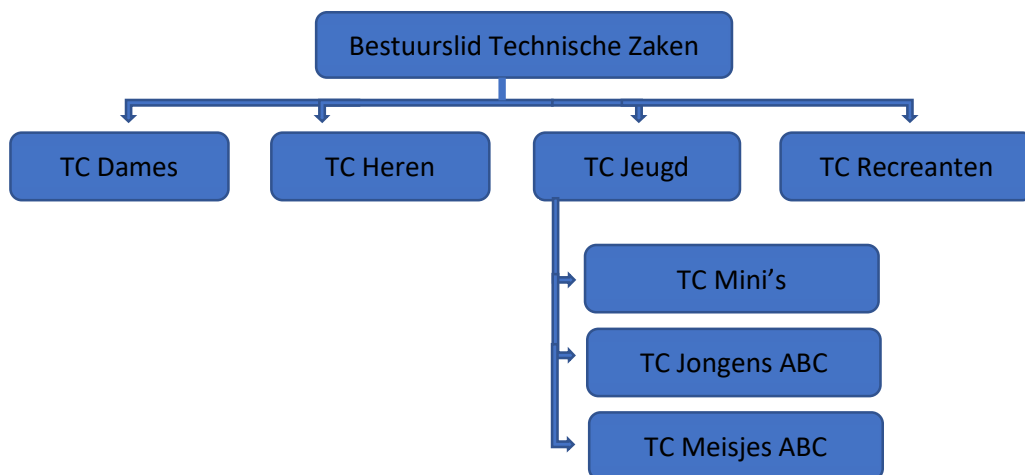 Bestuurslid Technische Zaken
TC Dames
TC Heren
TC Jeugd
TC Recreanten
TC Mini’s
TC Jongens ABC
TC Meisjes ABC